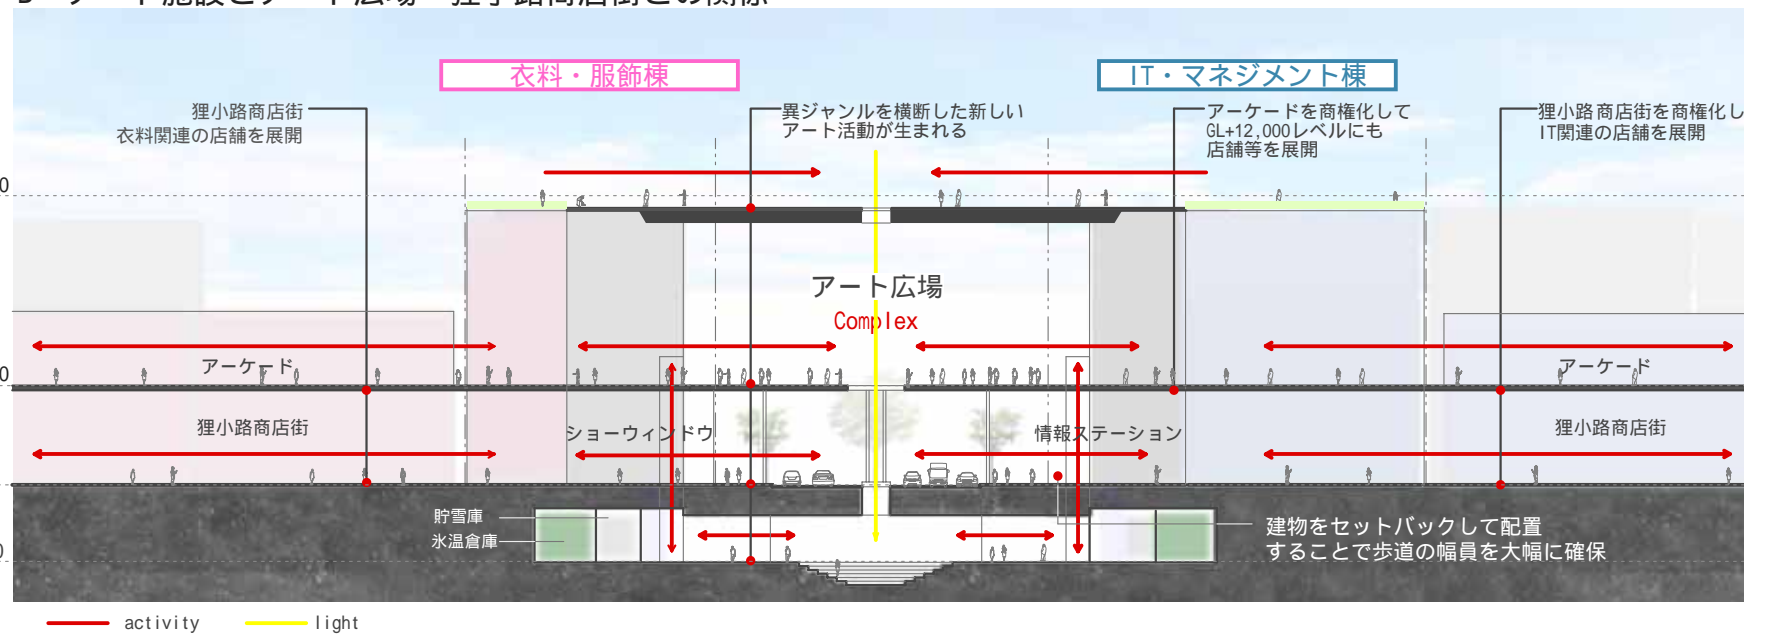 衣料・服飾棟
IT・マネジメント棟
狸小路商店街
衣料関連の店舗を展開
異ジャンルを横断した新しい
アート活動が生まれる
アーケードを商権化して
GL+12,000レベルにも
店舗等を展開
狸小路商店街を商権化し
IT関連の店舗を展開
アート広場
Complex
アーケード
アーケード
狸小路商店街
ショーウィンドウ
情報ステーション
狸小路商店街
貯雪庫
氷温倉庫
建物をセットバックして配置
することで歩道の幅員を大幅に確保
activity
light